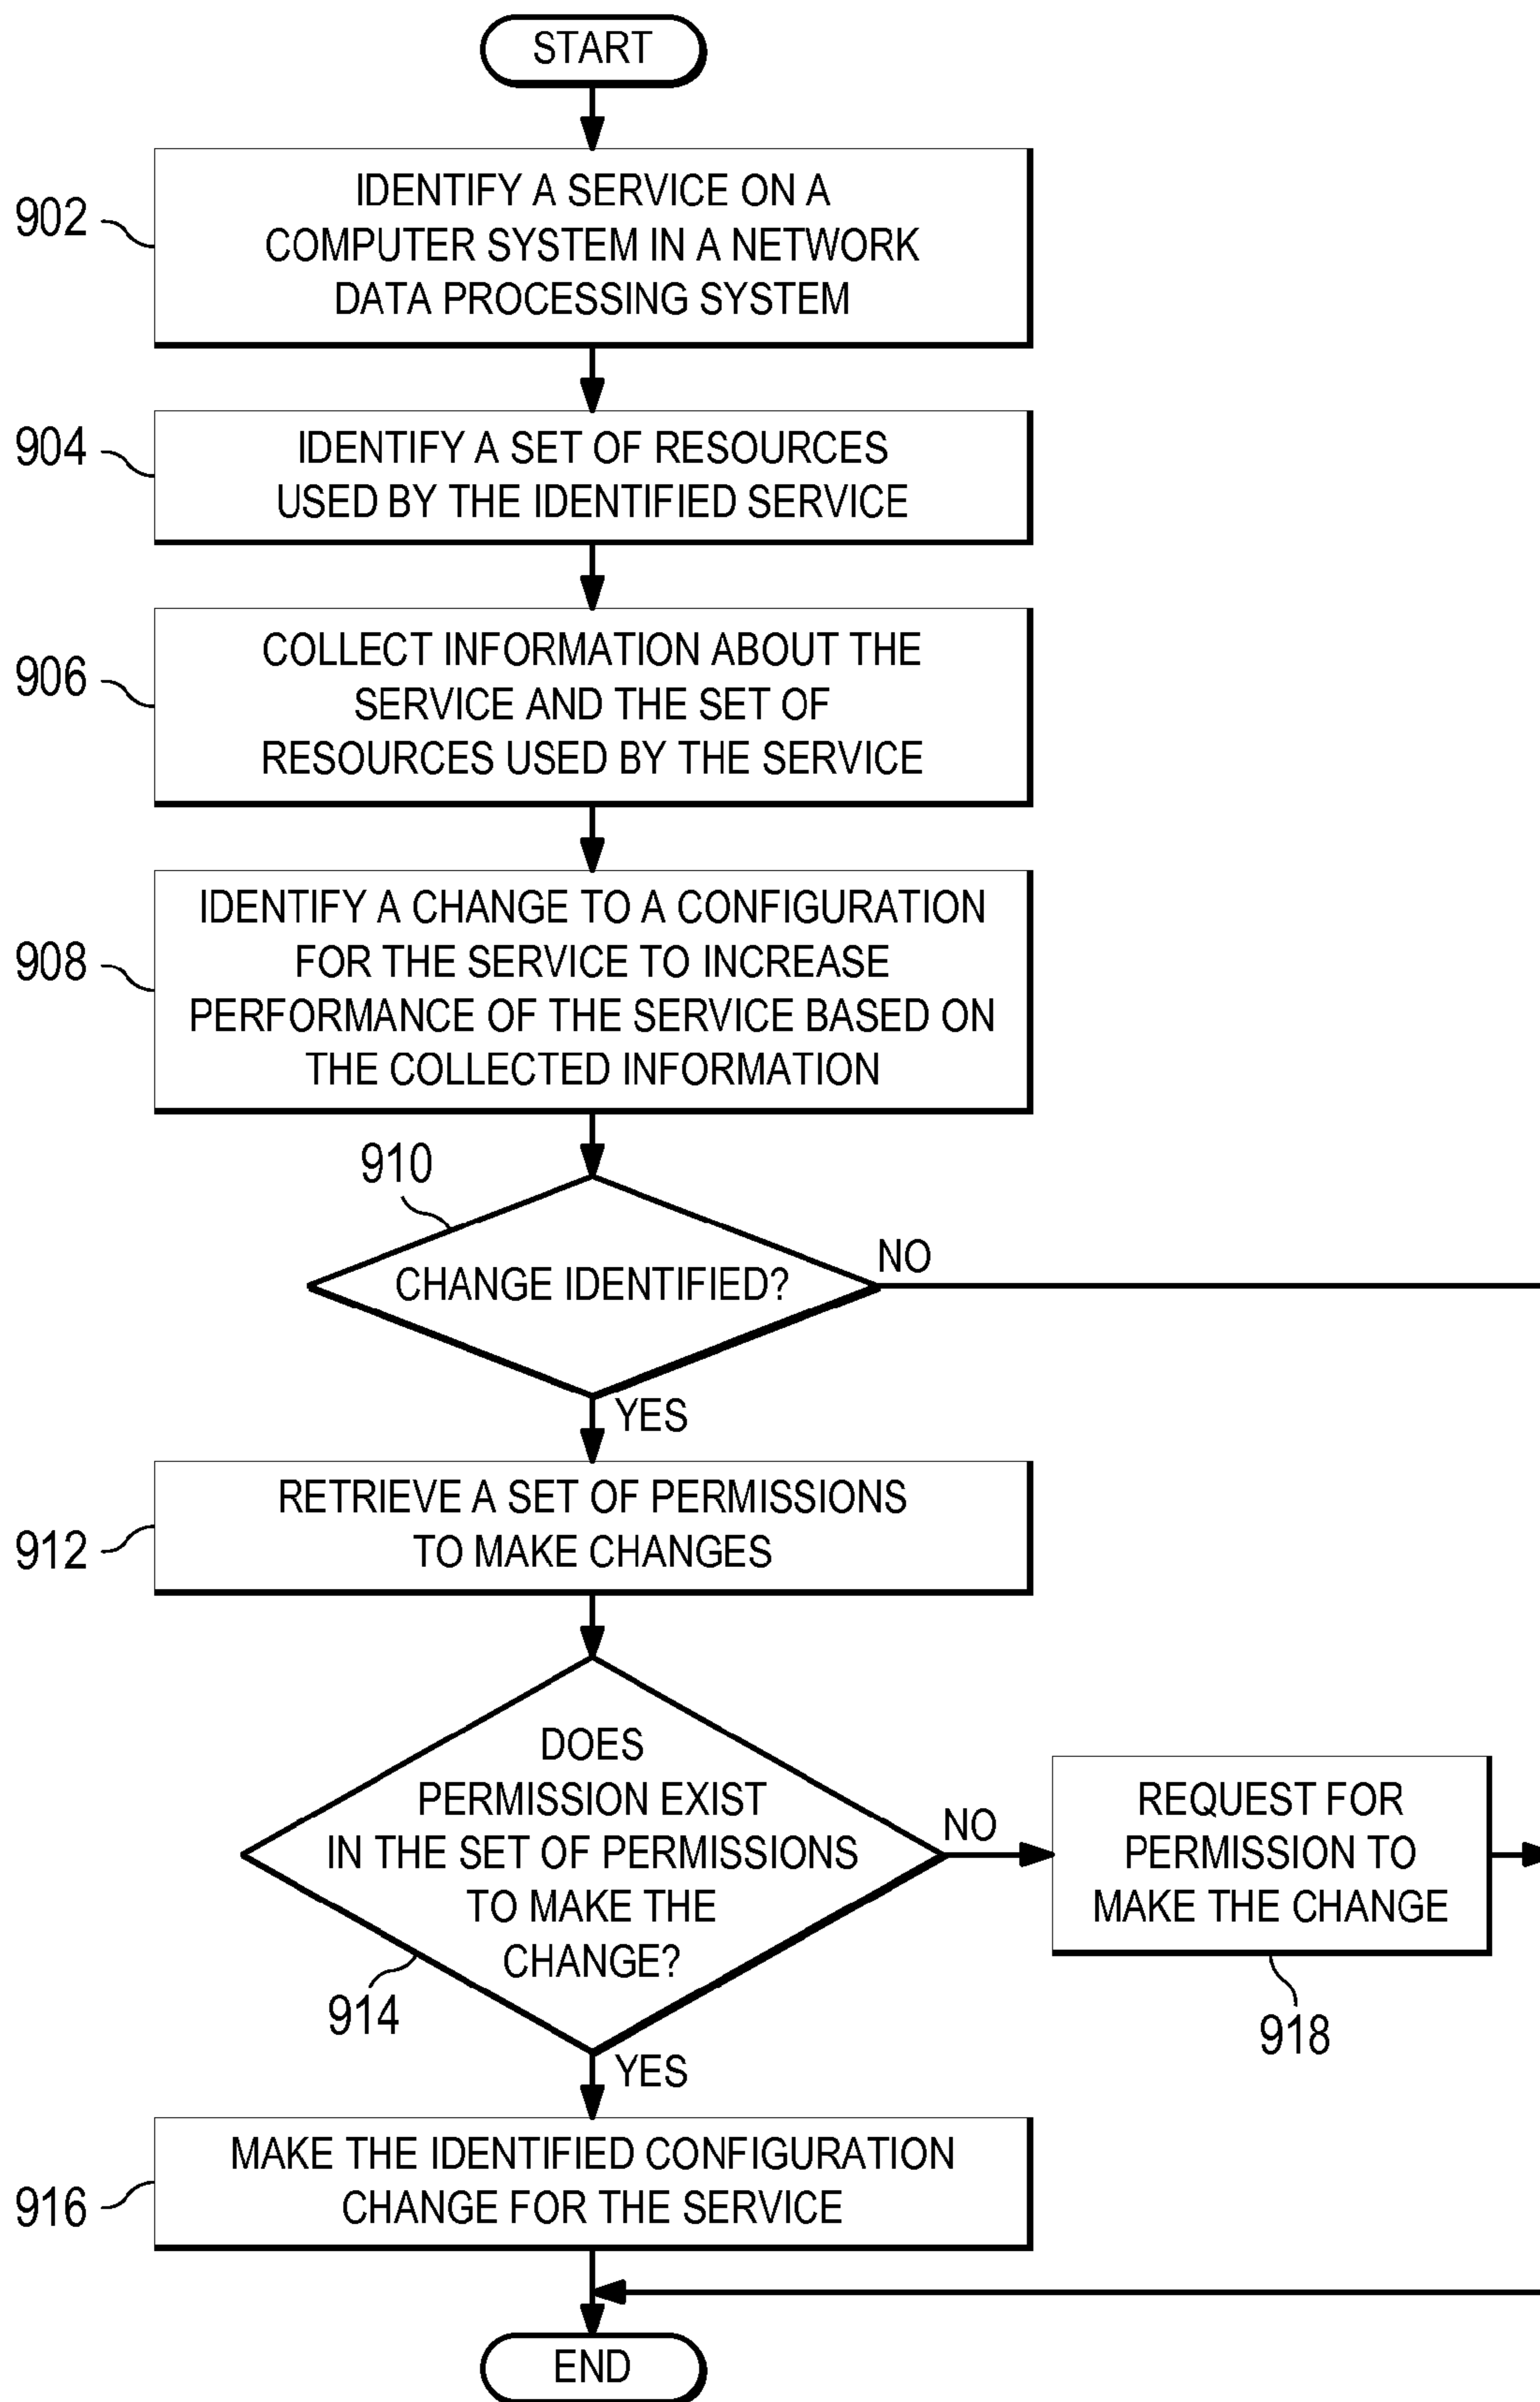 START
902
IDENTIFY A SERVICE ON A
COMPUTER SYSTEM IN A NETWORK
DATA PROCESSING SYSTEM
904
IDENTIFY A SET OF RESOURCES
USED BY THE IDENTIFIED SERVICE
906
COLLECT INFORMATION ABOUT THE
SERVICE AND THE SET OF
RESOURCES USED BY THE SERVICE
908
IDENTIFY A CHANGE TO A CONFIGURATION
FOR THE SERVICE TO INCREASE
PERFORMANCE OF THE SERVICE BASED ON
THE COLLECTED INFORMATION
910
CHANGE IDENTIFIED?
NO
YES
912
RETRIEVE A SET OF PERMISSIONS
TO MAKE CHANGES
DOES
PERMISSION EXIST
IN THE SET OF PERMISSIONS
TO MAKE THE
CHANGE?
914
NO
REQUEST FOR
PERMISSION TO
MAKE THE CHANGE
918
YES
916
MAKE THE IDENTIFIED CONFIGURATION
CHANGE FOR THE SERVICE
END